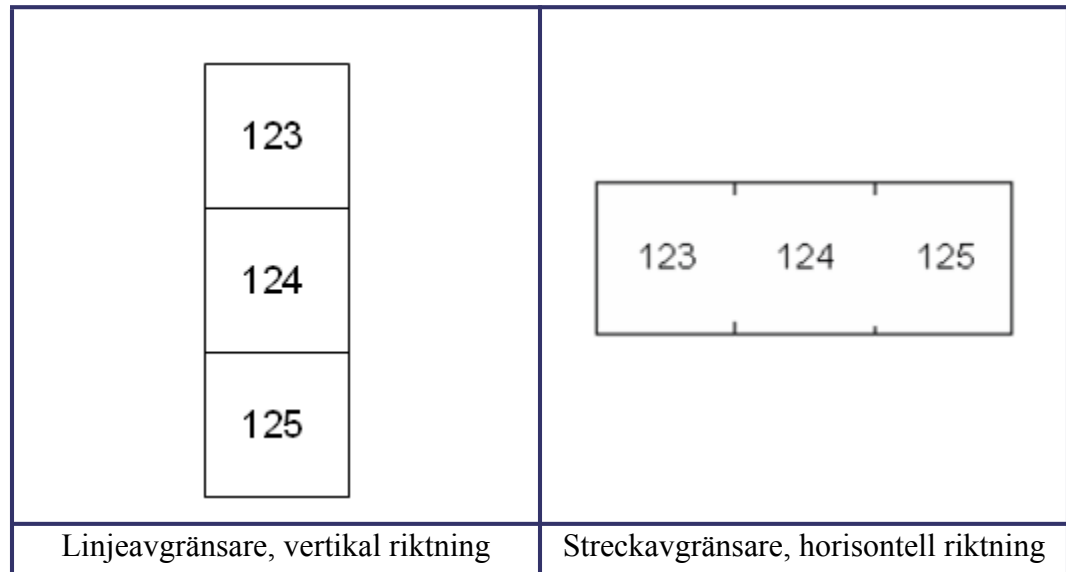 123
124
125
123 124 125
Linjeavgränsare, vertikal riktning
Streckavgränsare, horisontell riktning